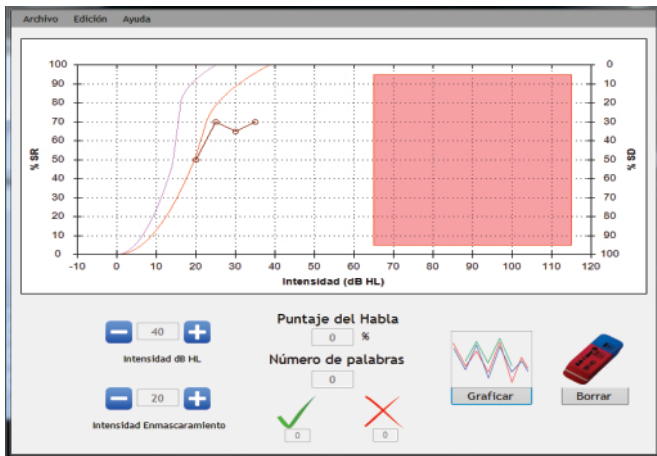 Archivo Edición Ayuda
100 0
90 10
80 20
70 30
60 40
50 50
40 60
30 70
20 80
10 90
0 100
% SR
% SD
-10 0 10 20 30 40 50 60 70 80 90 100 110 120
Intensidad (dB HL)
40
Intensidad dB HL
20
Intensidad Enmascaramiento
Puntaje del Habla
0 %
Número de palabras
0
0 0
Graficar
Borrar